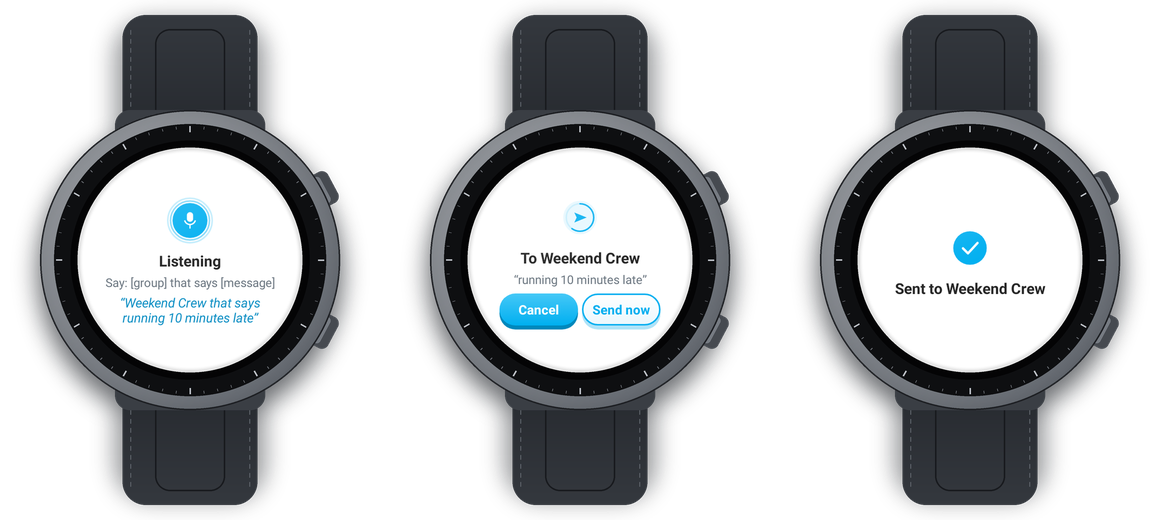 Listening
Say: [group] that says [message]
“Weekend Crew that says
running 10 minutes late”
To Weekend Crew
“running 10 minutes late”
Cancel
Send now
Sent to Weekend Crew